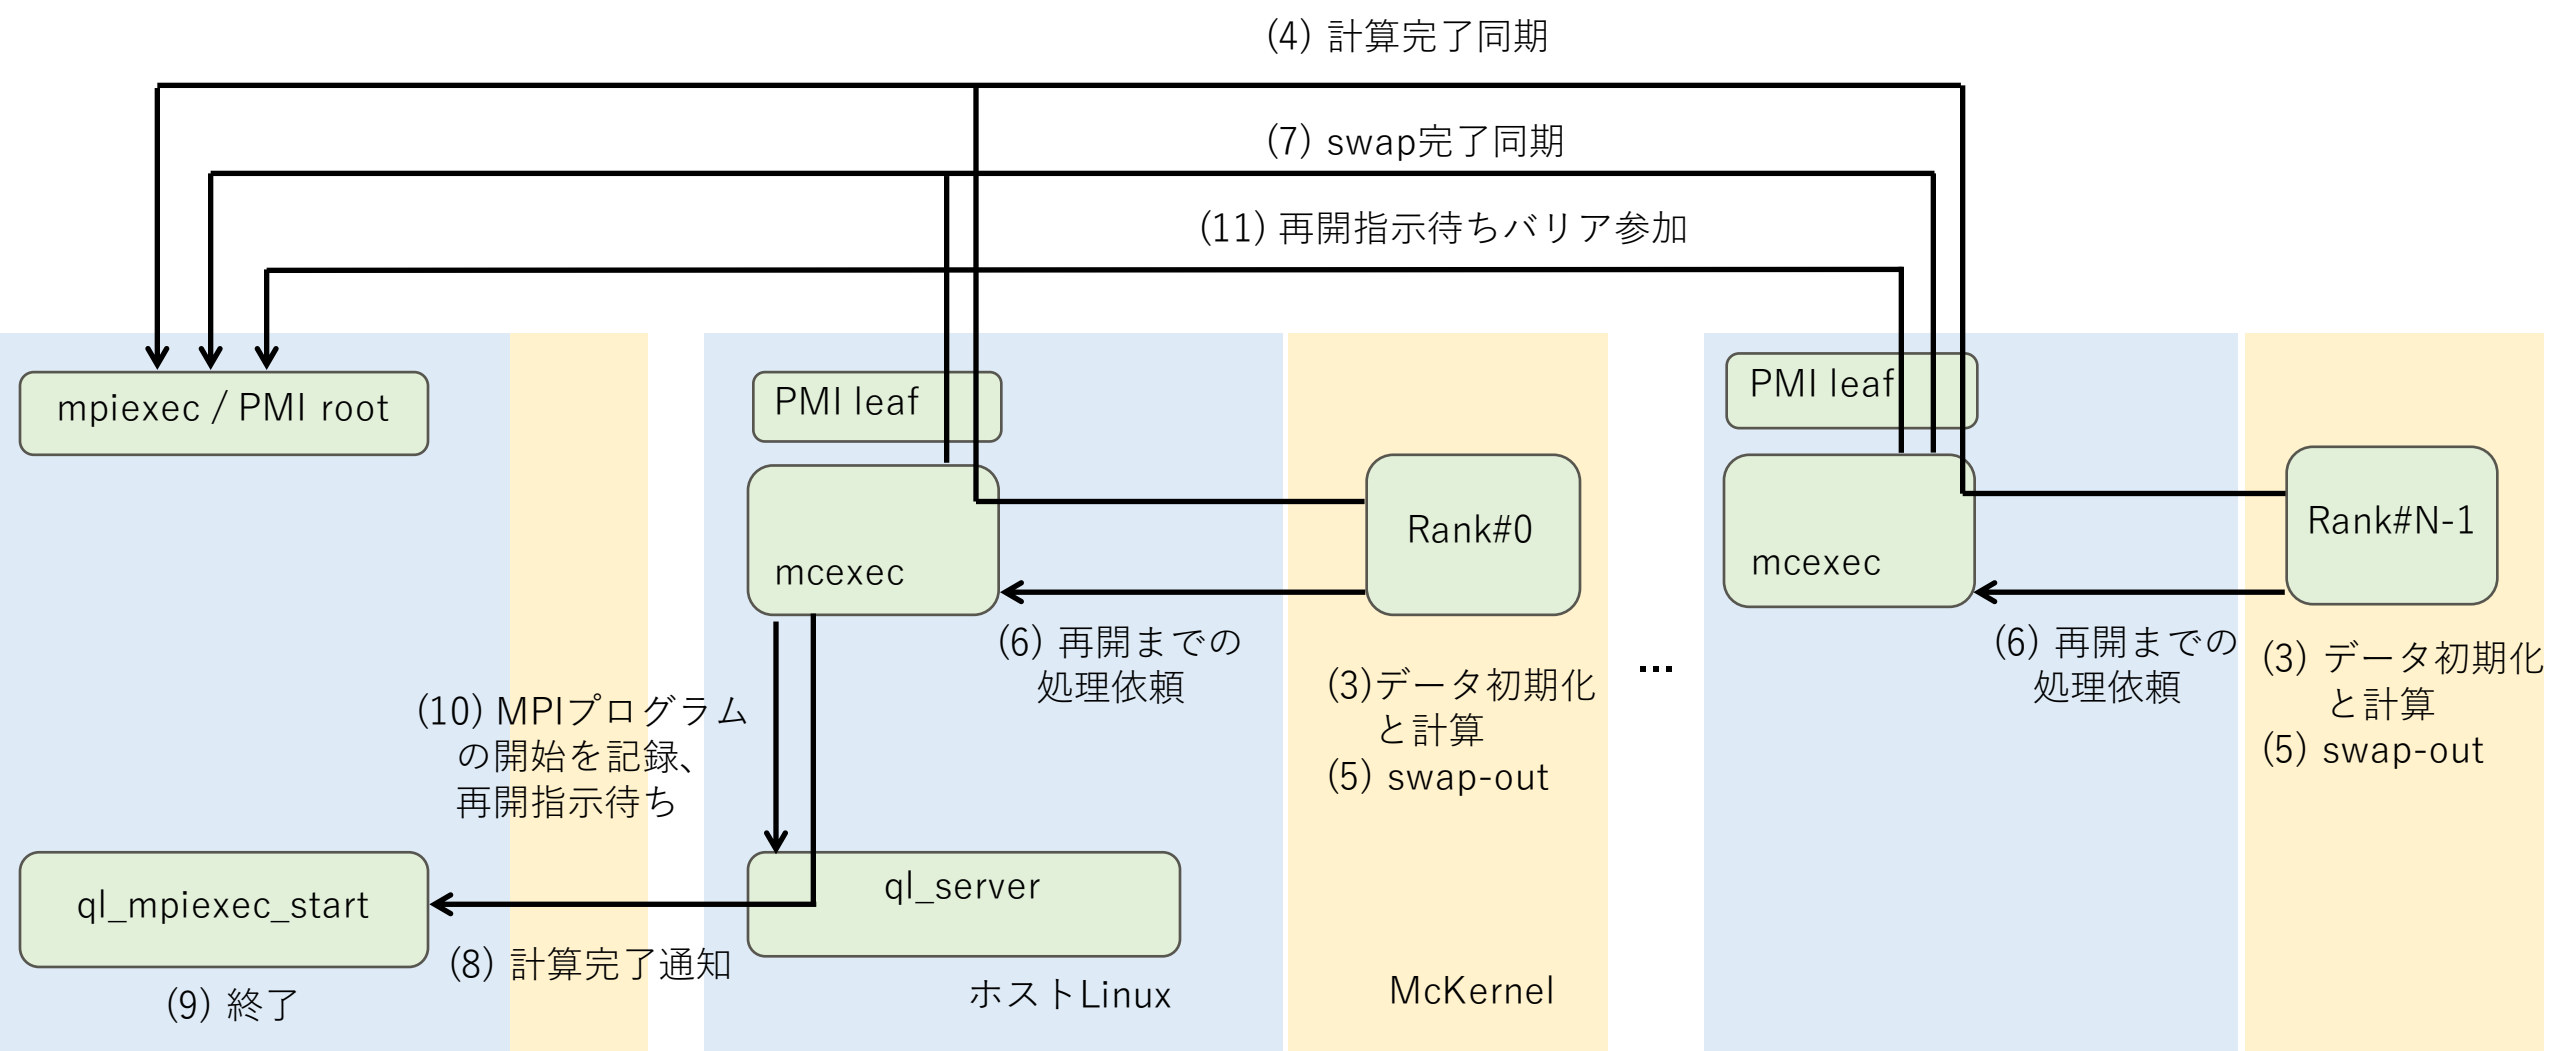 (4) 計算完了同期
(7) swap完了同期
(11) 再開指示待ちバリア参加
mpiexec / PMI root
PMI leaf
mcexec
Rank#0
PMI leaf
mcexec
Rank#N-1
(6) 再開までの
処理依頼
(3)データ初期化
と計算
(5) swap-out
...
(6) 再開までの
処理依頼
(3) データ初期化
と計算
(5) swap-out
(10) MPIプログラム
の開始を記録、
再開指示待ち
ql_mpiexec_start
ql_server
(8) 計算完了通知
(9) 終了
ホストLinux
McKernel